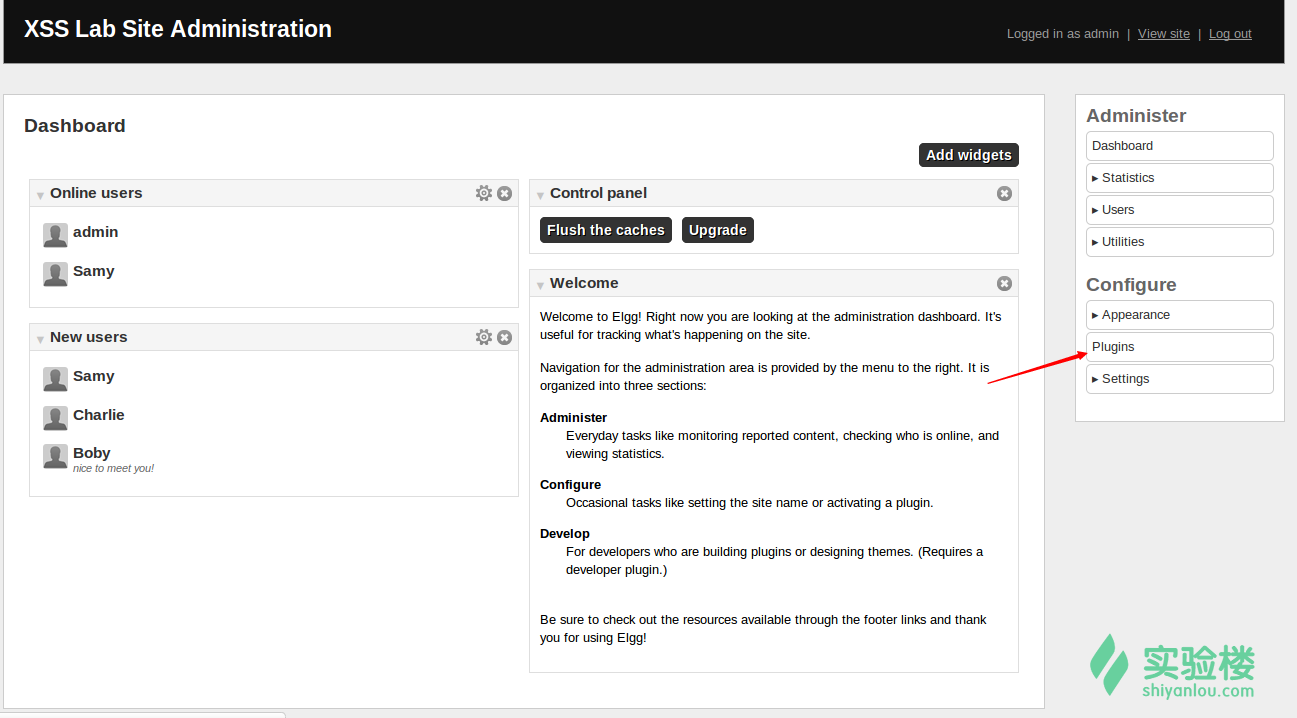 XSS Lab Site Administration
Logged in as admin | View site | Log out
Dashboard
Add widgets
Online users
admin
Samy
New users
Samy
Charlie
Boby
nice to meet you!
Control panel
Flush the caches Upgrade
Welcome
Welcome to Elgg! Right now you are looking at the administration dashboard. It's
useful for tracking what's happening on the site.
Navigation for the administration area is provided by the menu to the right. It is
organized into three sections:
Administer
Everyday tasks like monitoring reported content, checking who is online, and
viewing statistics.
Configure
Occasional tasks like setting the site name or activating a plugin.
Develop
For developers who are building plugins or designing themes. (Requires a
developer plugin.)
Be sure to check out the resources available through the footer links and thank
you for using Elgg!
Administer
Dashboard
Statistics
Users
Utilities
Configure
Appearance
Plugins
Settings
实验楼
shiyanlou.com